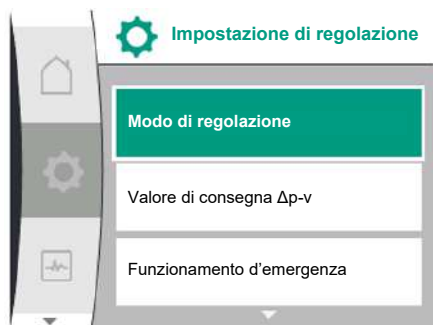 Impostazione di regolazione
Modo di regolazione
Valore di consegna Δp-v
Funzionamento d’emergenza